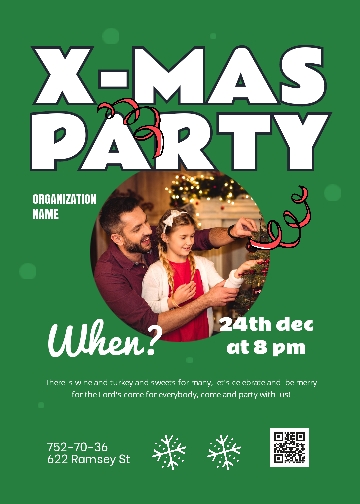 X-MAS
PARTY
ORGANIZATION
NAME
When?
24th dec
at 8 pm
There is wine and turkey and sweets for many, let's celebrate and be merry
for the Lord's come for everybody, come and party with us!
752-70-36
622 Ramsey St